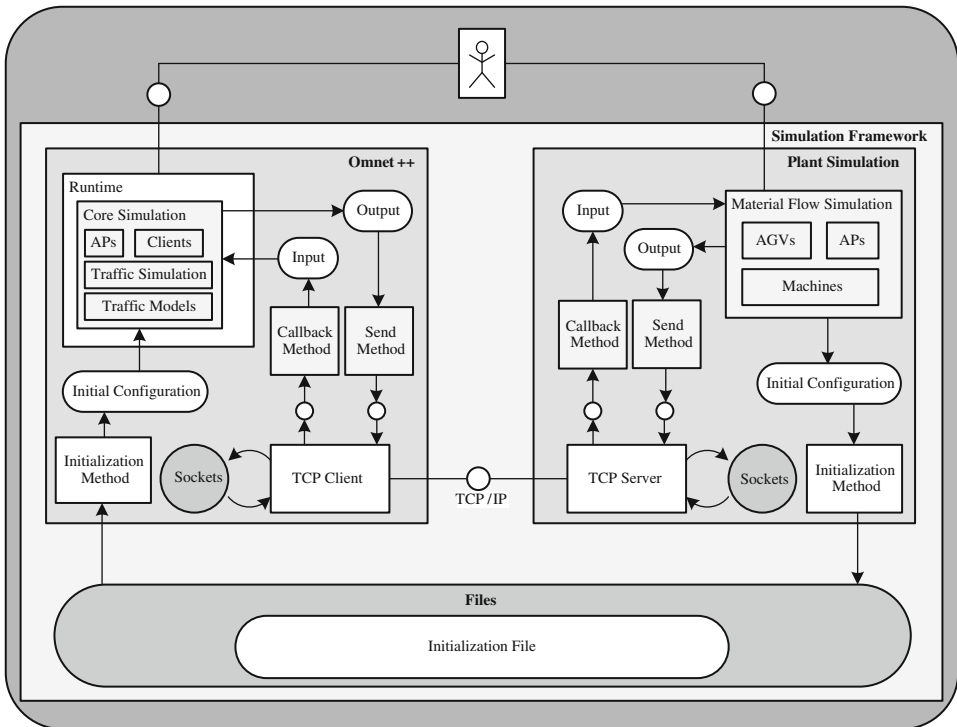 Simulation Framework
Omnet ++
Runtime
Core Simulation
APs
Clients
Traffic Simulation
Traffic Models
Output
Input
Callback
Method
Send
Method
Initial Configuration
Initialization
Method
Sockets
TCP Client
TCP / IP
Plant Simulation
Input
Output
Material Flow Simulation
AGVs
APs
Machines
Callback
Method
Send
Method
Initial Configuration
TCP Server
Sockets
Initialization
Method
Files
Initialization File